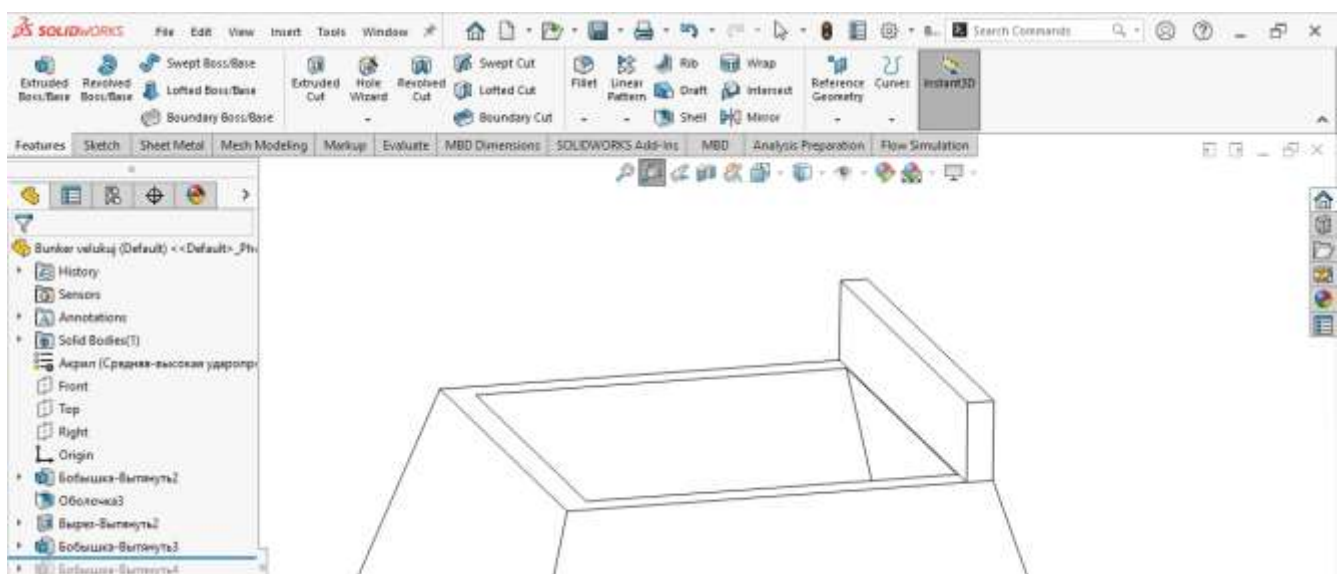 SOLIDWORKS File Edit View Insert Tools Window B... Search Commands
Extruded Boss/Base Revolved Boss/Base Swept Boss/Base Lofted Boss/Base Boundary Boss/Base Extruded Cut Hole Wizard Revolved Cut Swept Cut Lofted Cut Boundary Cut Fillet Linear Pattern Rib Draft Shell Wrap Intersect Mirror Reference Geometry Curves Instant3D
Features Sketch Sheet Metal Mesh Modeling Markup Evaluate MBD Dimensions SOLIDWORKS Add-Ins MBD Analysis Preparation Flow Simulation
Bunker velukuj (Default) <<Default>_Ph
History
Sensors
Annotations
Solid Bodies(1)
Акрил (Средняя-высокая ударопр
Front
Top
Right
Origin
Бобышка-Вытянуть2
Оболочка3
Вырез-Вытянуть2
Бобышка-Вытянуть3
Бобышка-Вытянуть4